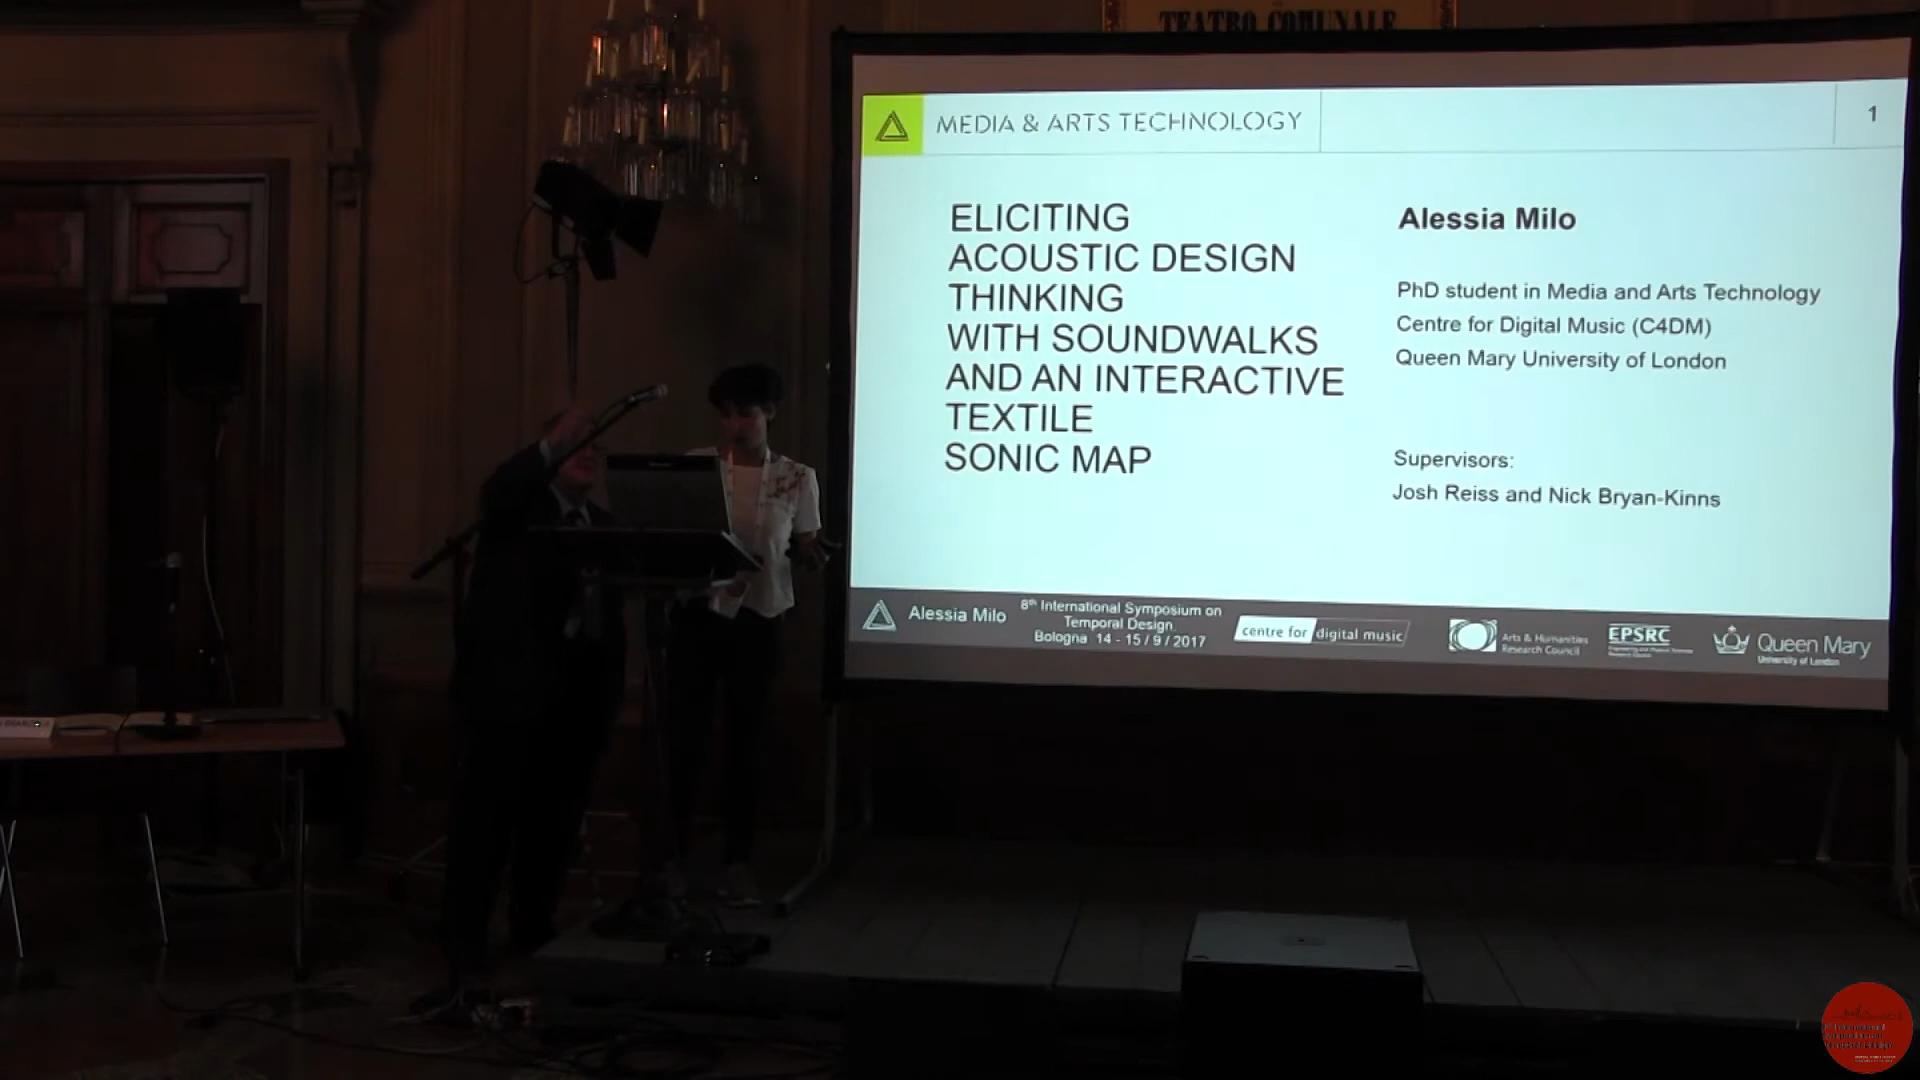 TEATRO COMUNALE
MEDIA & ARTS TECHNOLOGY
1
ELICITING
ACOUSTIC DESIGN
THINKING
WITH SOUNDWALKS
AND AN INTERACTIVE
TEXTILE
SONIC MAP
Alessia Milo
PhD student in Media and Arts Technology
Centre for Digital Music (C4DM)
Queen Mary University of London
Supervisors:
Josh Reiss and Nick Bryan-Kinns
Alessia Milo
8th International Symposium on
Temporal Design
Bologna 14 - 15 / 9 / 2017
centre for digital music
Arts & Humanities
Research Council
EPSRC
Queen Mary
University of London